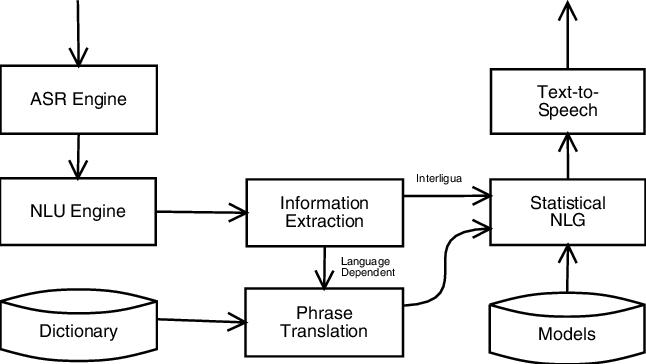 ASR Engine
Text-to-
Speech
NLU Engine
Information
Extraction
Interligua
Statistical
NLG
Language
Dependent
Dictionary
Phrase
Translation
Models